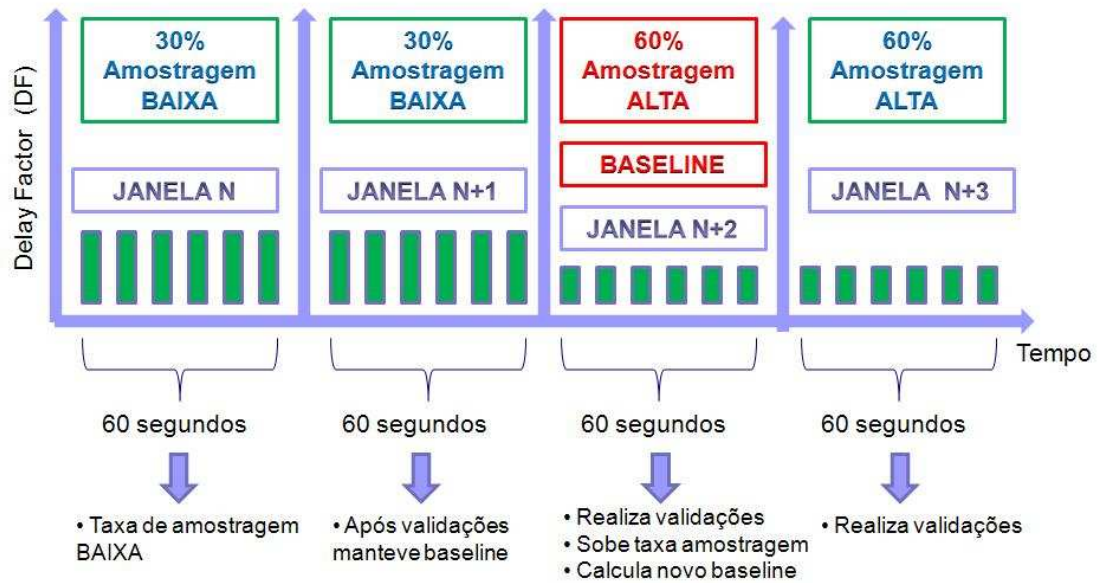 Delay Factor (DF)
30%
Amostragem
BAIXA
JANELA N
30%
Amostragem
BAIXA
JANELA N+1
60%
Amostragem
ALTA
BASELINE
JANELA N+2
60%
Amostragem
ALTA
JANELA N+3
Tempo
60 segundos
60 segundos
60 segundos
60 segundos
• Taxa de amostragem
BAIXA
• Após validações
manteve baseline
• Realiza validações
• Sobe taxa amostragem
• Calcula novo baseline
• Realiza validações